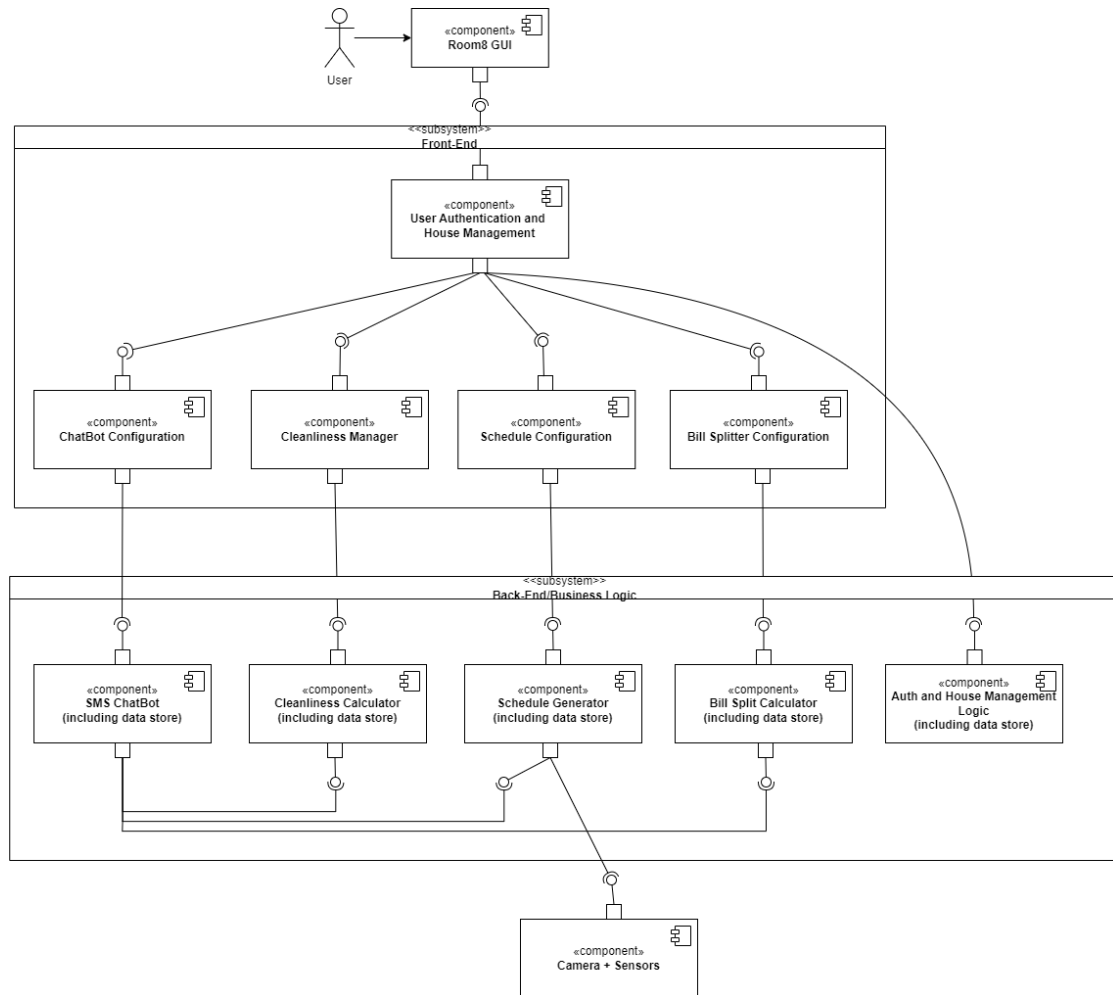 «component»
Room8 GUI
User
<<subsystem>>
Front-End
«component»
User Authentication and
House Management
«component»
ChatBot Configuration
«component»
Cleanliness Manager
«component»
Schedule Configuration
«component»
Bill Splitter Configuration
<<subsystem>>
Back-End/Business Logic
«component»
SMS ChatBot
(including data store)
«component»
Cleanliness Calculator
(including data store)
«component»
Schedule Generator
(including data store)
«component»
Bill Split Calculator
(including data store)
«component»
Auth and House Management
Logic
(including data store)
«component»
Camera + Sensors